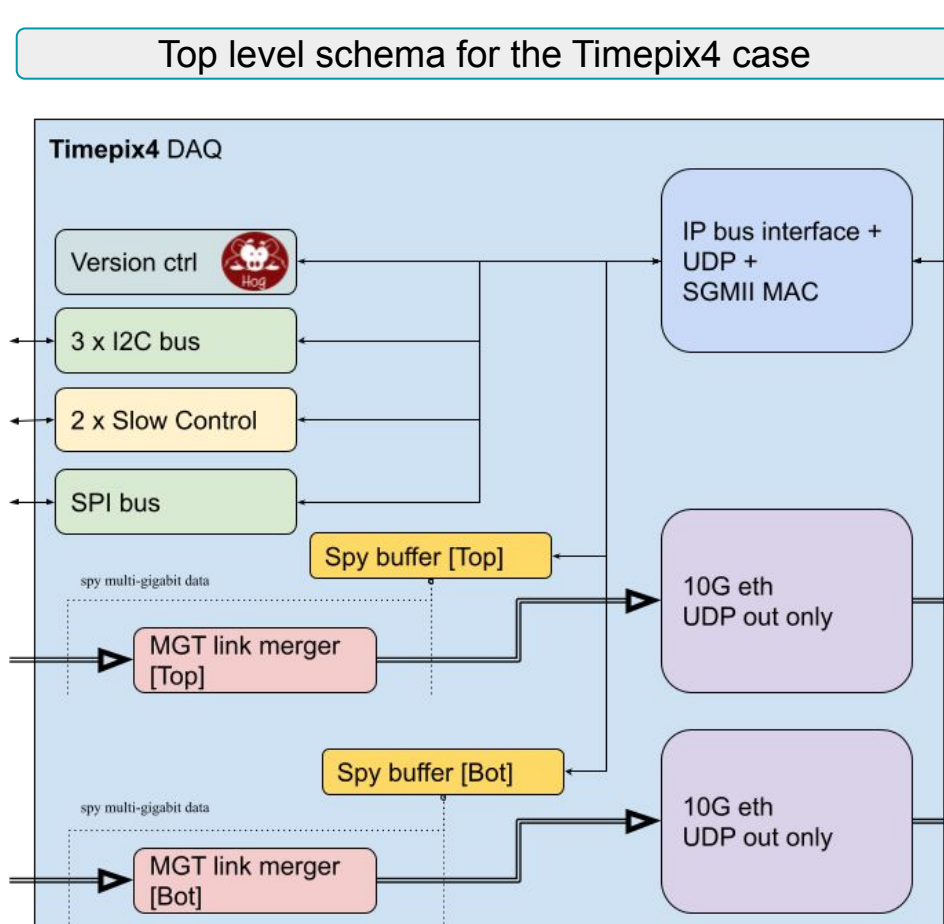 Top level schema for the Timepix4 case
Timepix4 DAQ
Version ctrl
Hog
IP bus interface +
UDP +
SGMII MAC
3 x I2C bus
2 x Slow Control
SPI bus
Spy buffer [Top]
spy multi-gigabit data
10G eth
UDP out only
MGT link merger
[Top]
Spy buffer [Bot]
spy multi-gigabit data
10G eth
UDP out only
MGT link merger
[Bot]